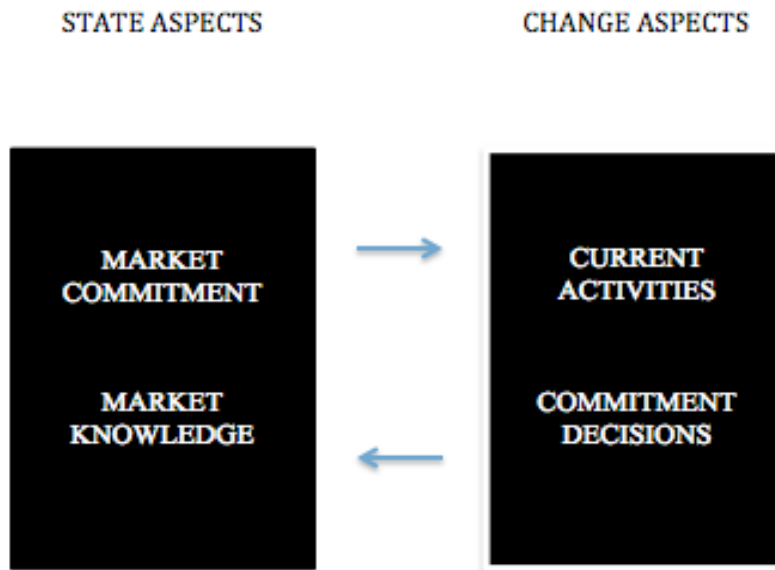 STATE ASPECTS
CHANGE ASPECTS
MARKET
COMMITMENT
MARKET
KNOWLEDGE
CURRENT
ACTIVITIES
COMMITMENT
DECISIONS